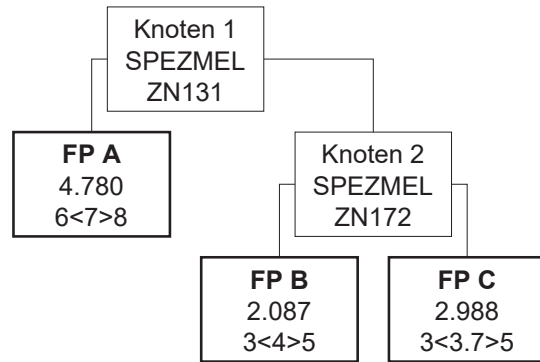 Knoten 1
SPEZMEL
ZN131
FP A
4.780
6<7>8
Knoten 2
SPEZMEL
ZN172
FP B
2.087
3<4>5
FP C
2.988
3<3.7>5